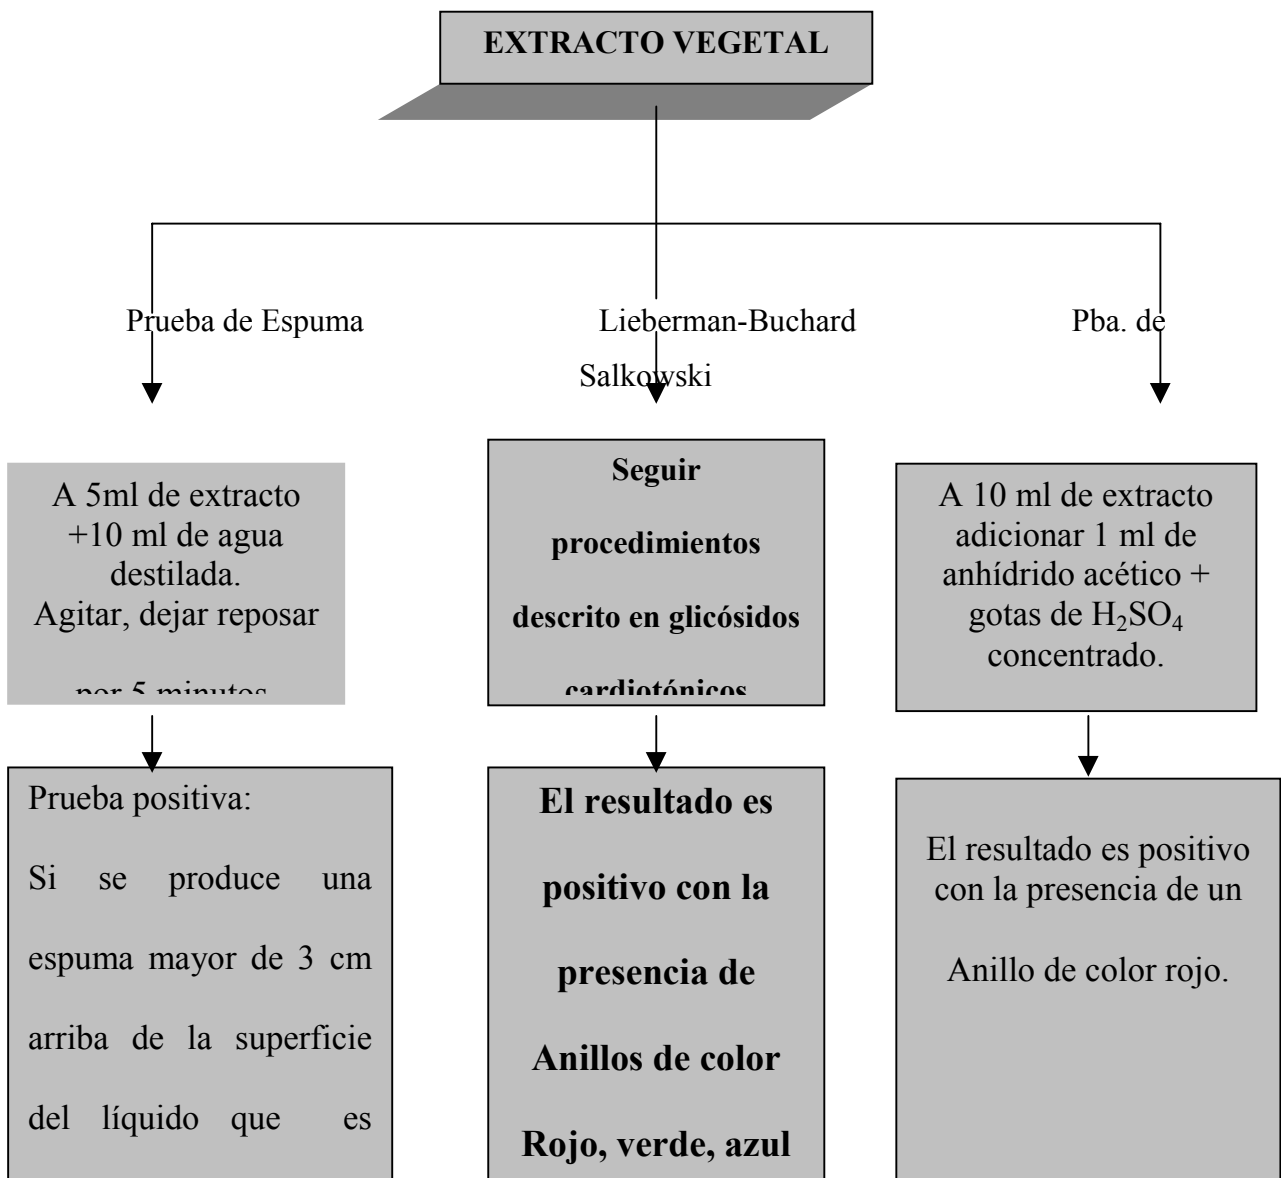 EXTRACTO VEGETAL
Prueba de Espuma
Lieberman-Buchard
Pba. de
Salkowski
A 5ml de extracto
+10 ml de agua
destilada.
Agitar, dejar reposar
por 5 minutos
Seguir
procedimientos
descrito en glicósidos
cardiotónicos
A 10 ml de extracto
adicionar 1 ml de
anhídrido acético +
gotas de H₂SO₄
concentrado.
Prueba positiva:
Si se produce una
espuma mayor de 3 cm
arriba de la superficie
del líquido que es
El resultado es
positivo con la
presencia de
Anillos de color
Rojo, verde, azul
El resultado es positivo
con la presencia de un
Anillo de color rojo.